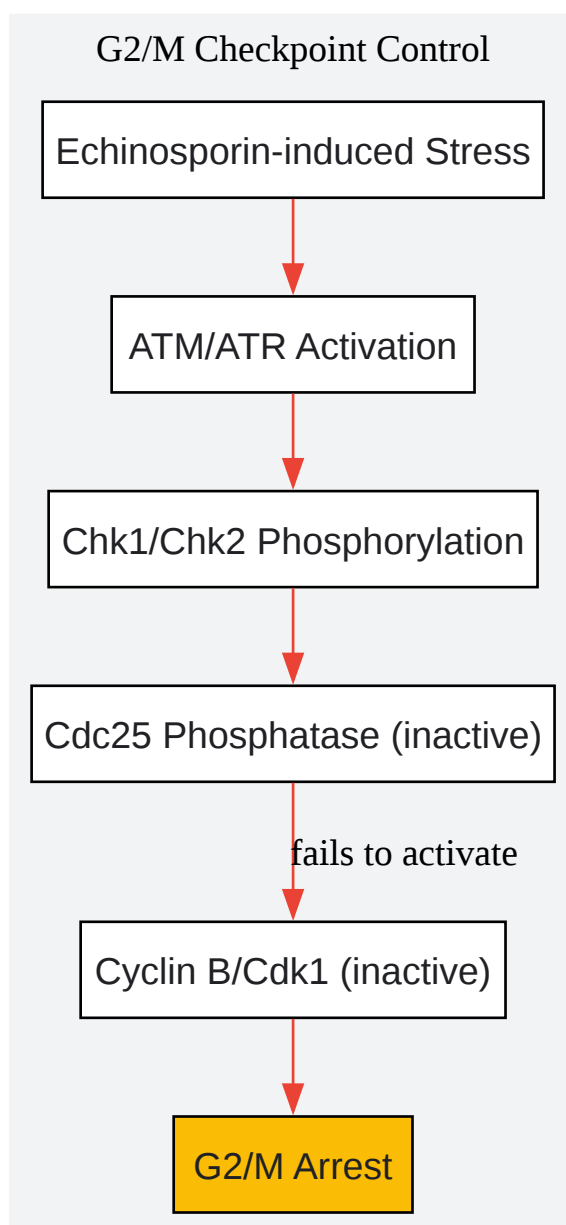 G2/M Checkpoint Control
Echinosporin-induced Stress
ATM/ATR Activation
Chk1/Chk2 Phosphorylation
Cdc25 Phosphatase (inactive)
fails to activate
Cyclin B/Cdk1 (inactive)
G2/M Arrest